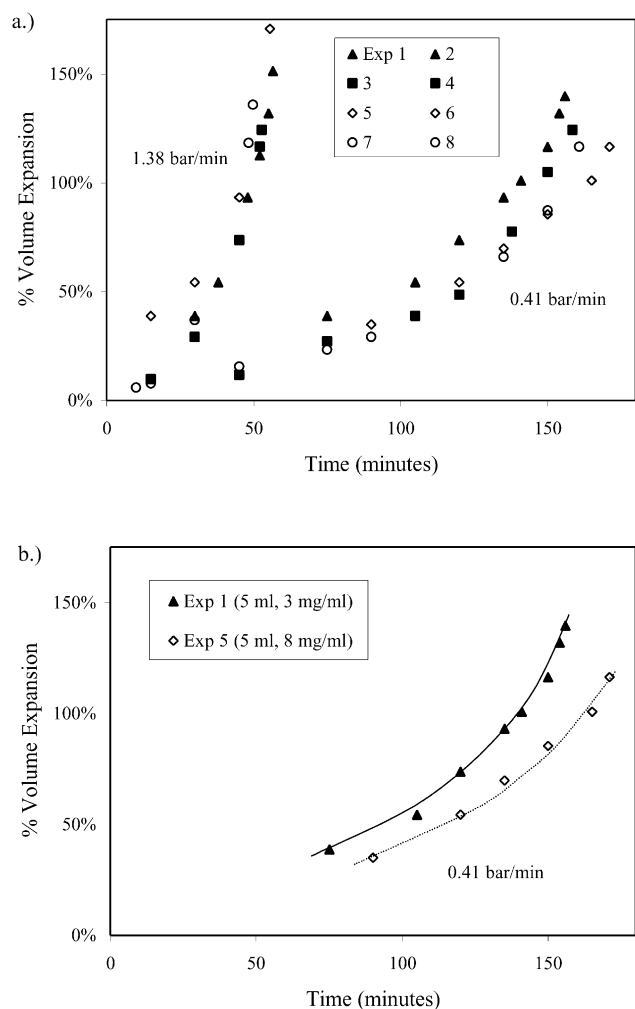 a.)
150%
100%
50%
0%
% Volume Expansion
Exp 1 2
3 4
5 6
7 8
1.38 bar/min
0.41 bar/min
0 50 100 150
Time (minutes)
b.)
150%
100%
50%
0%
% Volume Expansion
Exp 1 (5 ml, 3 mg/ml)
Exp 5 (5 ml, 8 mg/ml)
0.41 bar/min
0 50 100 150
Time (minutes)